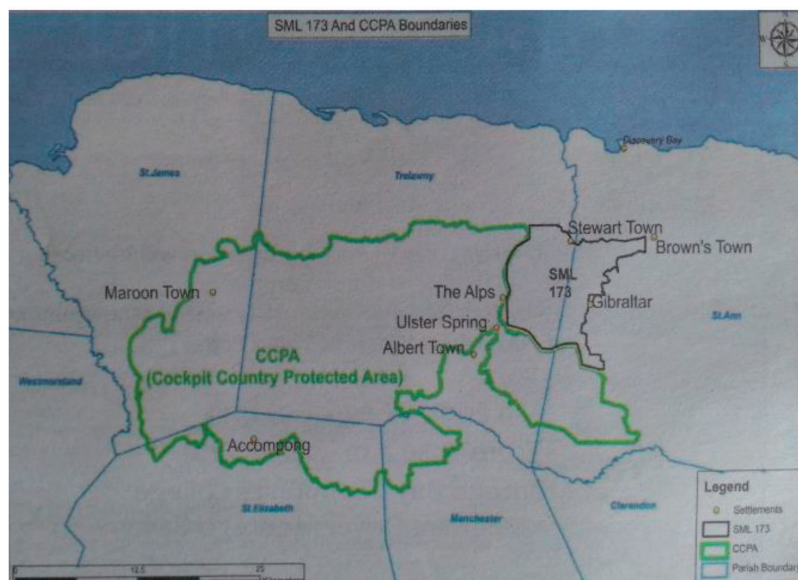 SML 173 And CCPA Boundaries
Discovery Bay
St.James
Trelawny
Stewart Town
Brown's Town
SML
173
Maroon Town
The Alps
Gibraltar
St.Ann
Ulster Spring
Albert Town
CCPA
(Cockpit Country Protected Area)
Westmoreland
Accompong
St.Elizabeth
Manchester
Clarendon
Legend
Settlements
SML 173
CCPA
Parish Boundary
0 12.5 25